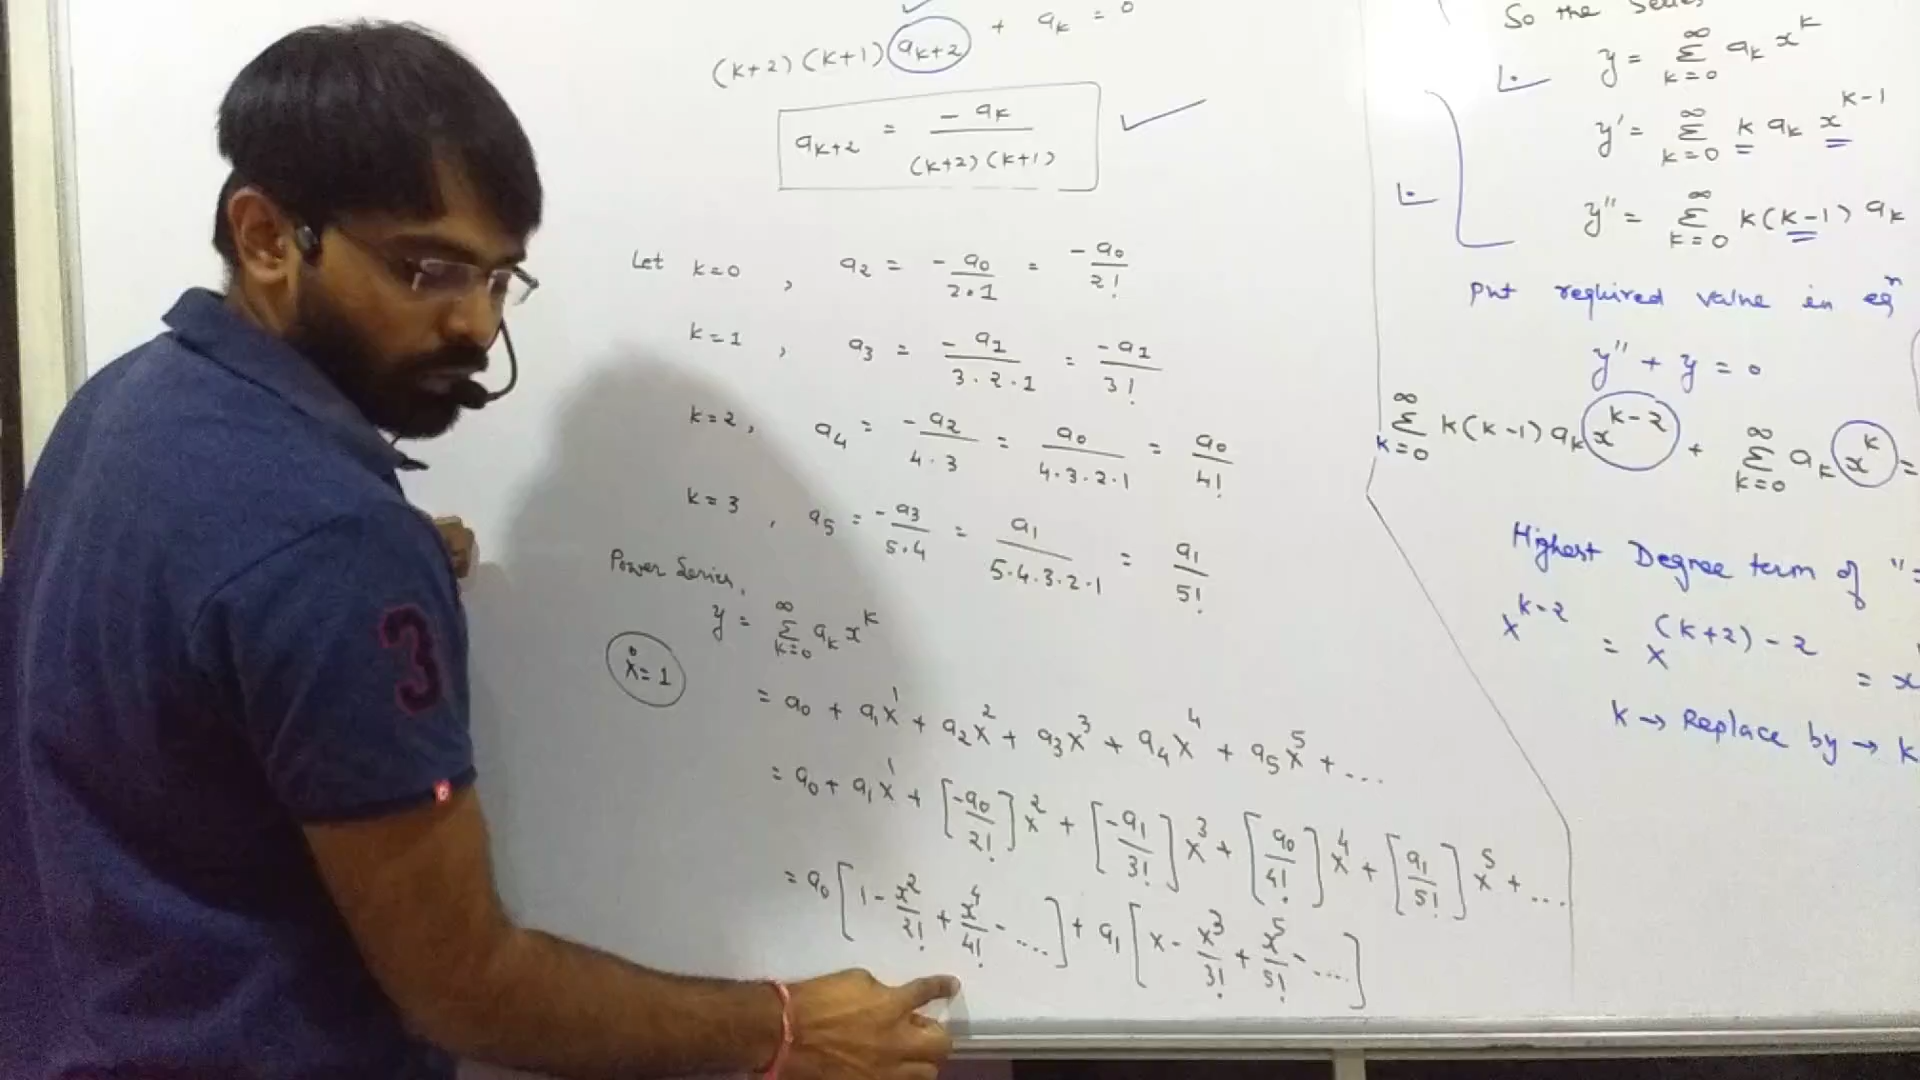 (k+2)(k+1) a_{k+2} + a_k = 0
a_{k+2} = -a_k / (k+2)(k+1)
Let k=0 , a_2 = -a_0 / 2·1 = -a_0 / 2!
k=1 , a_3 = -a_1 / 3·2·1 = -a_1 / 3!
k=2, a_4 = -a_2 / 4·3 = a_0 / 4·3·2·1 = a_0 / 4!
k=3 , a_5 = -a_3 / 5·4 = a_1 / 5·4·3·2·1 = a_1 / 5!
Power Series,
y = Σ_{k=0}^{∞} a_k x^k
x^0 = 1
= a_0 + a_1x^1 + a_2x^2 + a_3x^3 + a_4x^4 + a_5x^5 + ...
= a_0 + a_1x^1 + [-a_0/2!] x^2 + [-a_1/3!] x^3 + [a_0/4!] x^4 + [a_1/5!] x^5 + ...
= a_0 [1 - x^2/2! + x^4/4! - ....] + a_1 [x - x^3/3! + x^5/5! - ....]
So the Series
y = Σ_{k=0}^{∞} a_k x^k
y' = Σ_{k=0}^{∞} k a_k x^{k-1}
y'' = Σ_{k=0}^{∞} k(k-1) a_k
Put required value in eq^n
y'' + y = 0
Σ_{k=0}^{∞} k(k-1) a_k x^{k-2} + Σ_{k=0}^{∞} a_k x^k =
Highest Degree term of "
x^{k-2} = x^{(k+2)-2} = x
k → Replace by → k
3